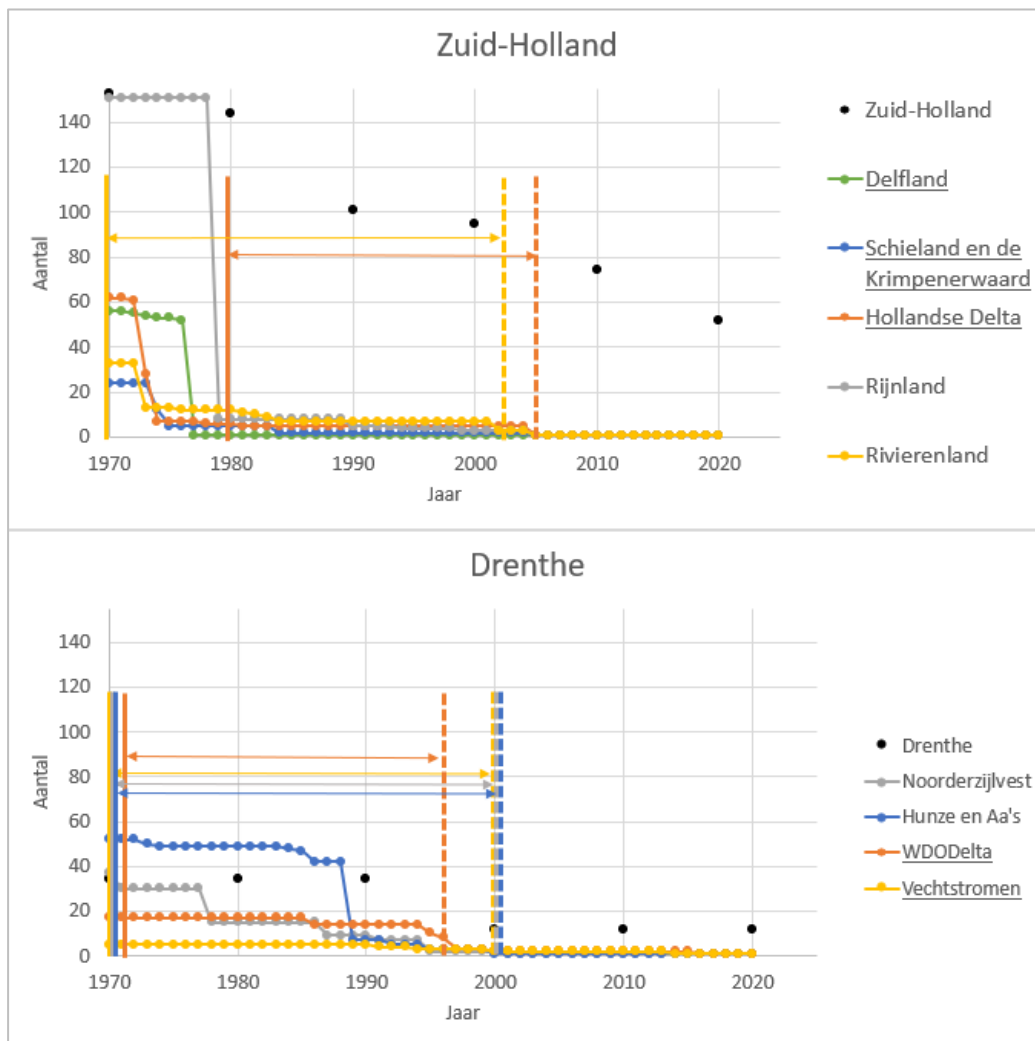 Zuid-Holland
140
120
100
80
60
40
20
0
Aantal
1970
1980
1990
2000
2010
2020
Jaar
Zuid-Holland
Delfland
Schieland en de
Krimpenerwaard
Hollandse Delta
Rijnland
Rivierenland
Drenthe
140
120
100
80
60
40
20
0
Aantal
1970
1980
1990
2000
2010
2020
Jaar
Drenthe
Noorderzijlvest
Hunze en Aa's
WDODelta
Vechtstromen